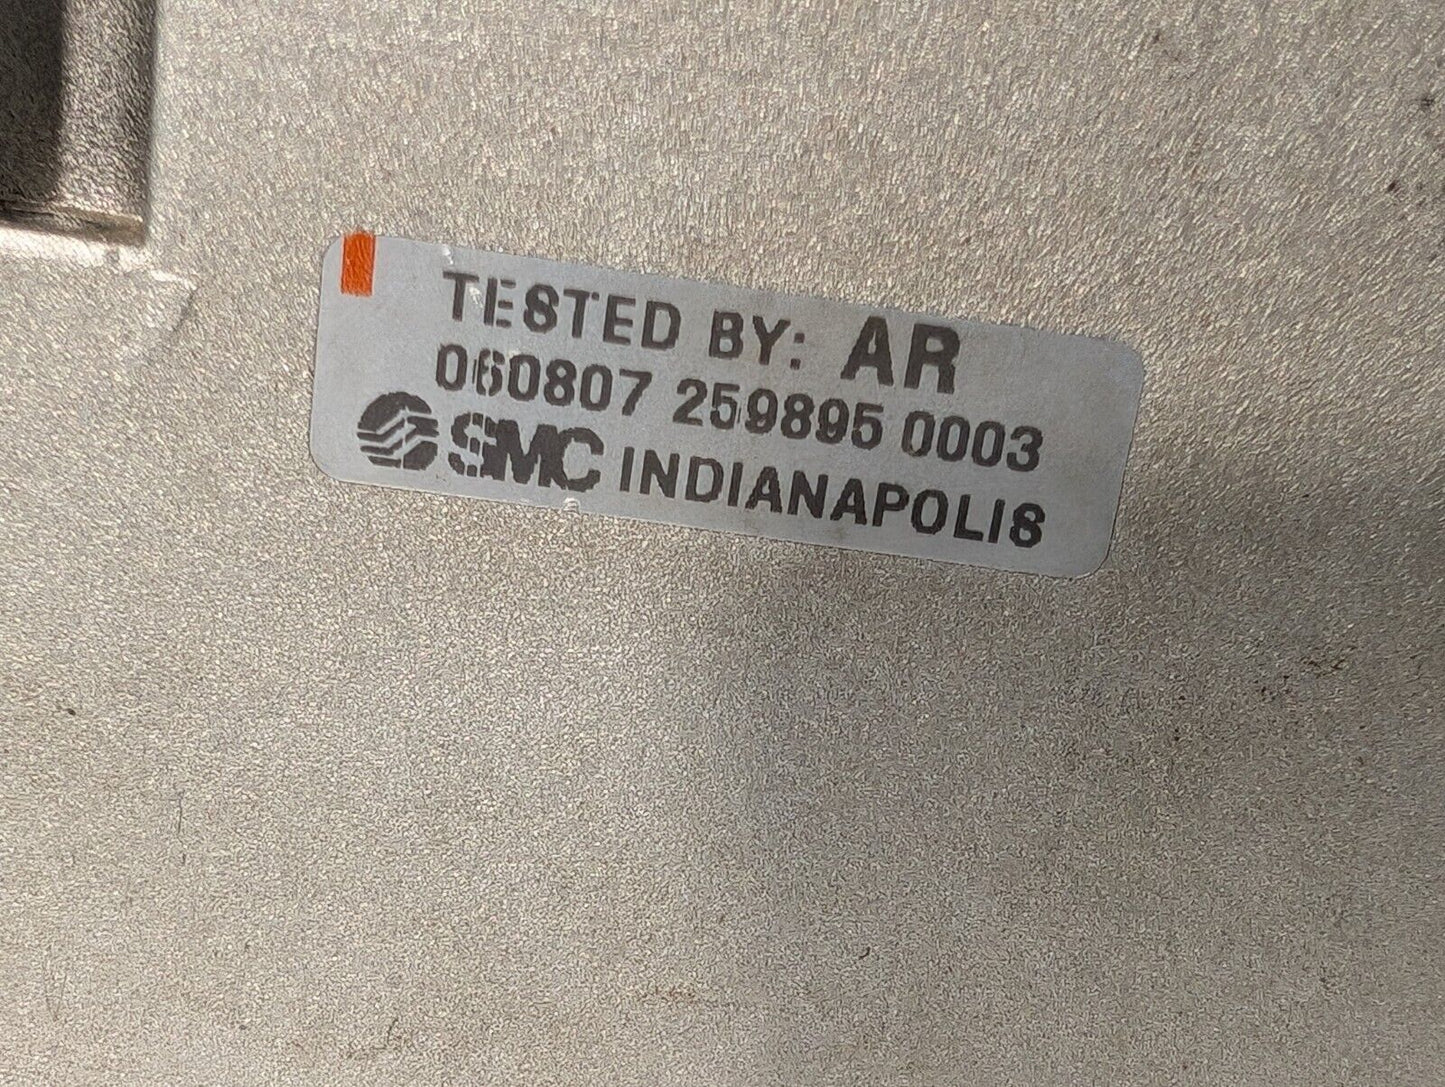 TESTED BY: AR
060807 259895 0003
SMC INDIANAPOLIS